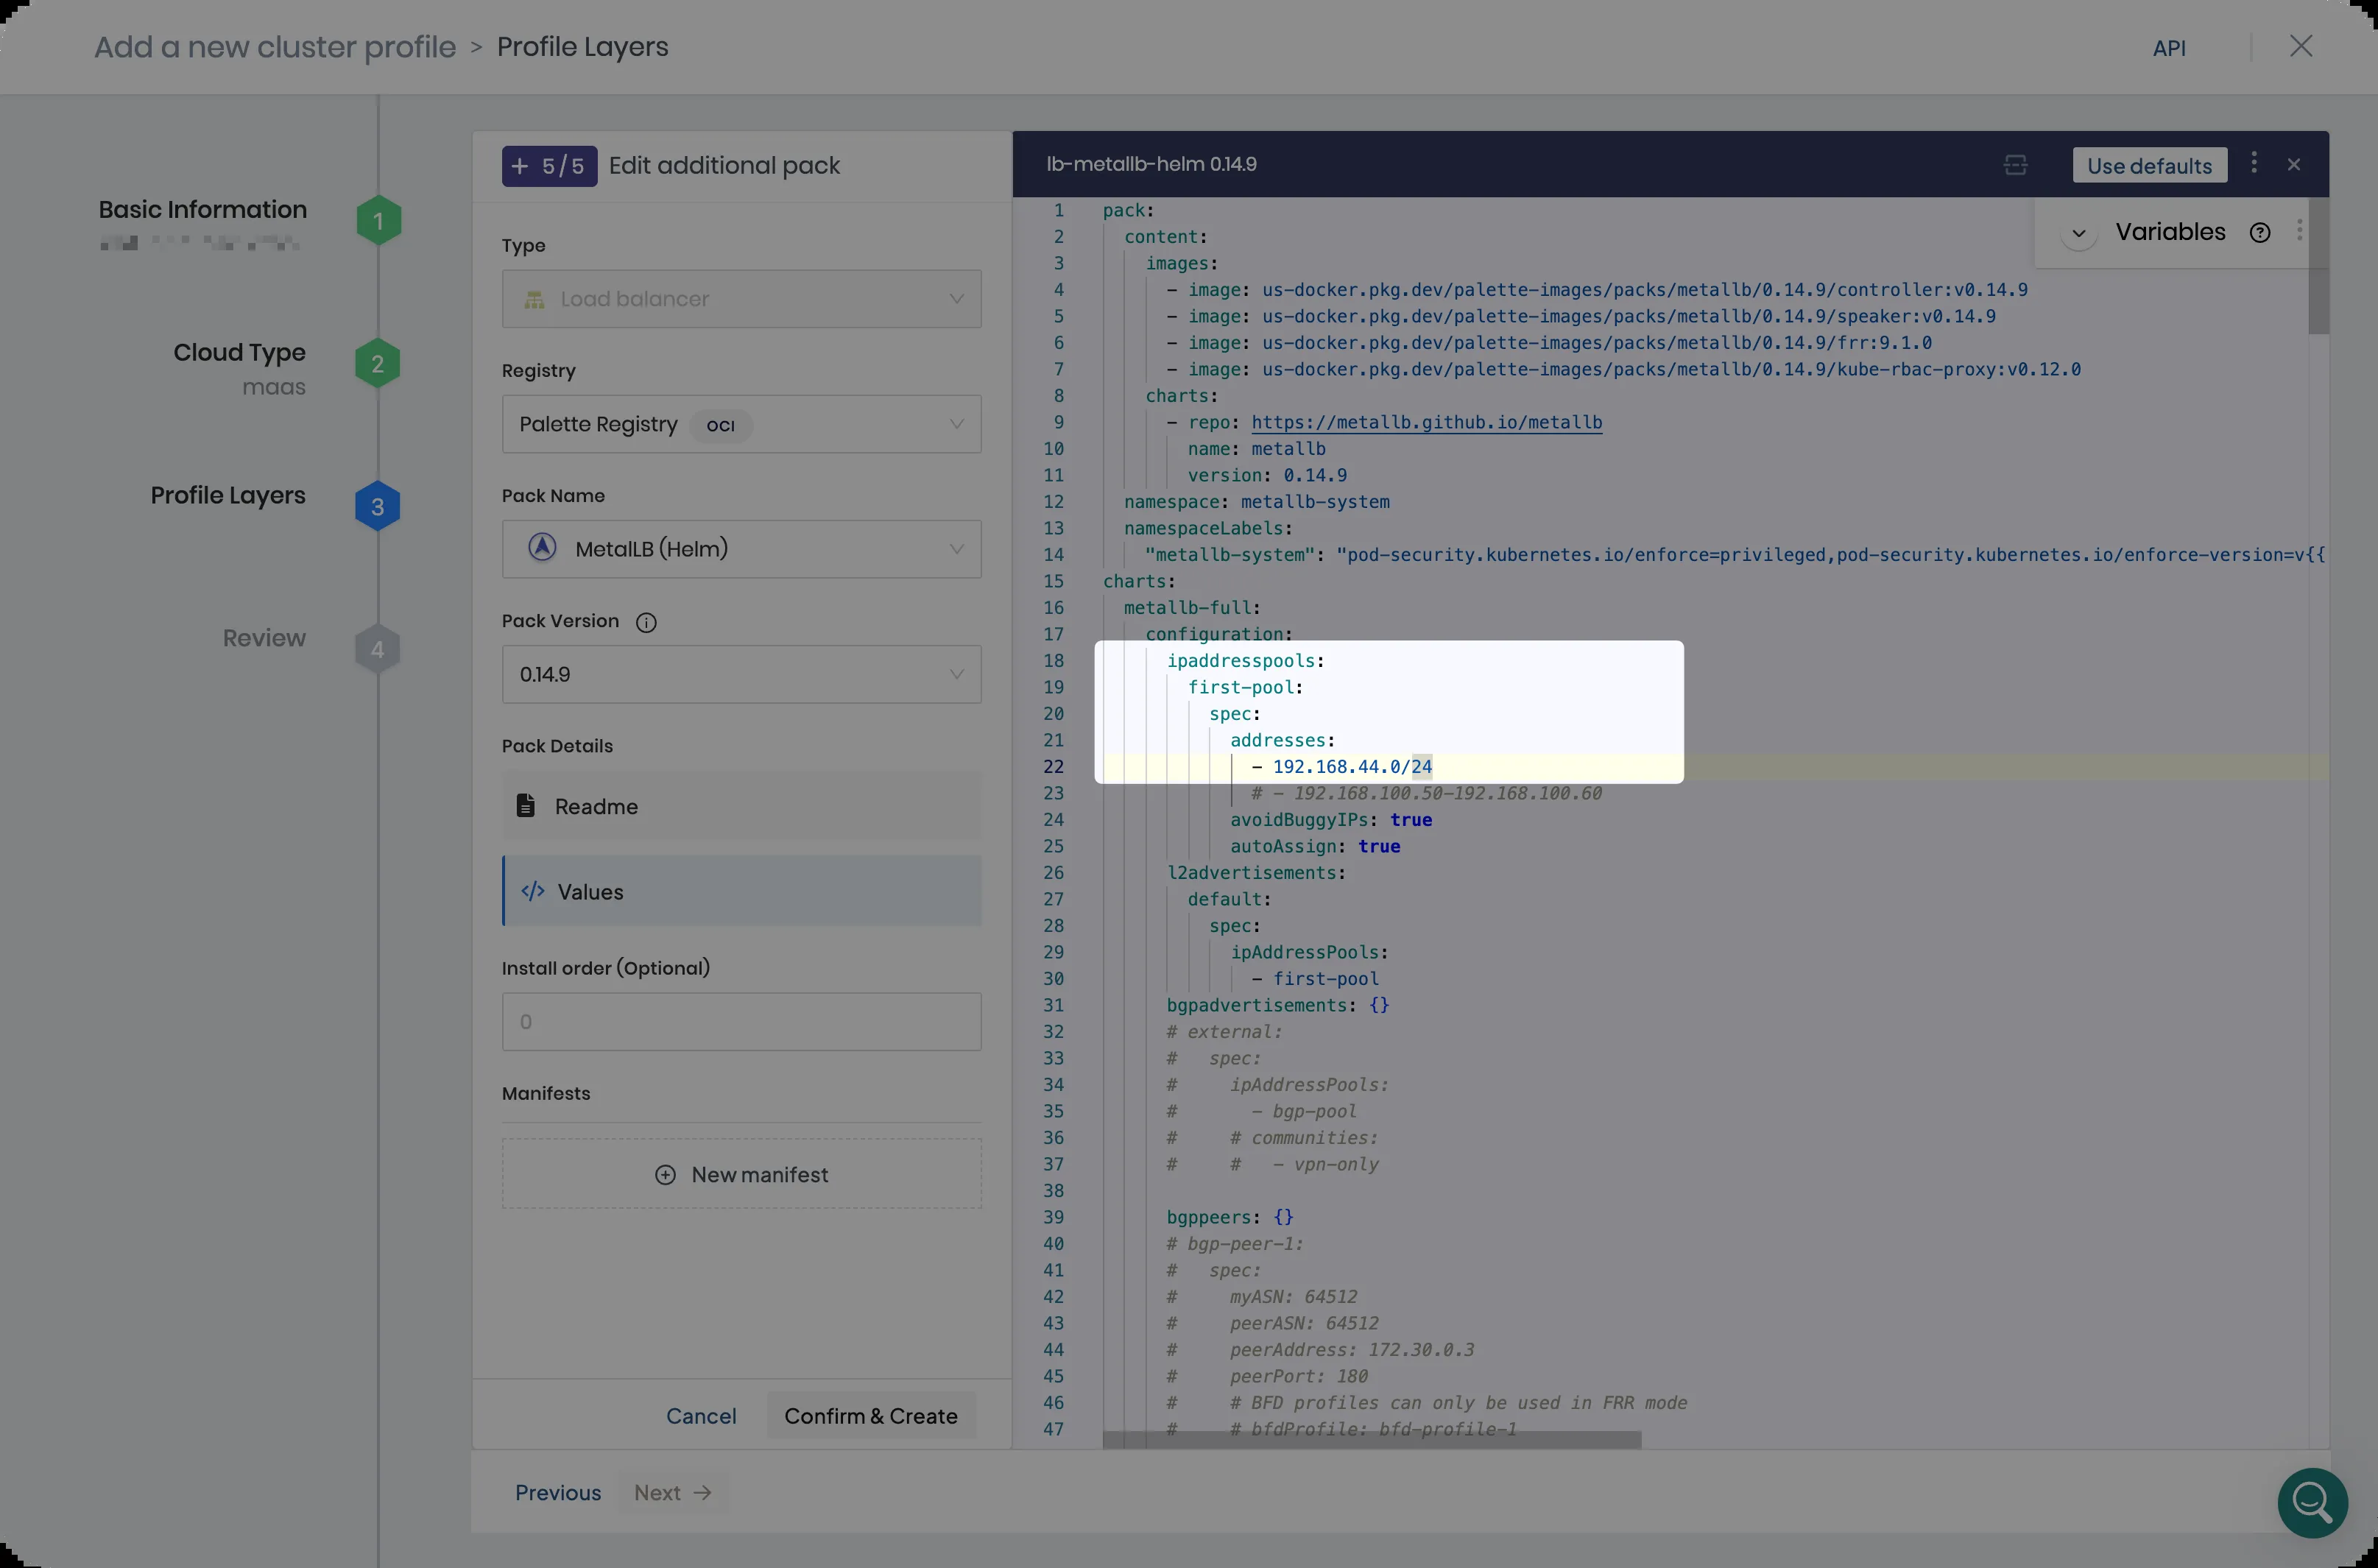 Add a new cluster profile > Profile Layers
API
Basic Information
1
Cloud Type
maas
2
Profile Layers
3
Review
4
+ 5/5 Edit additional pack
Type
Load balancer
Registry
Palette Registry OCI
Pack Name
MetalLB (Helm)
Pack Version
0.14.9
Pack Details
Readme
</> Values
Install order (Optional)
0
Manifests
New manifest
Cancel
Confirm & Create
Previous
Next →
lb-metallb-helm 0.14.9
Use defaults
Variables
1 pack:
2 content:
3 images:
4 - image: us-docker.pkg.dev/palette-images/packs/metallb/0.14.9/controller:v0.14.9
5 - image: us-docker.pkg.dev/palette-images/packs/metallb/0.14.9/speaker:v0.14.9
6 - image: us-docker.pkg.dev/palette-images/packs/metallb/0.14.9/frr:9.1.0
7 - image: us-docker.pkg.dev/palette-images/packs/metallb/0.14.9/kube-rbac-proxy:v0.12.0
8 charts:
9 - repo: https://metallb.github.io/metallb
10 name: metallb
11 version: 0.14.9
12 namespace: metallb-system
13 namespaceLabels:
14 "metallb-system": "pod-security.kubernetes.io/enforce=privileged,pod-security.kubernetes.io/enforce-version=v{{
15 charts:
16 metallb-full:
17 configuration:
18 ipaddresspools:
19 first-pool:
20 spec:
21 addresses:
22 - 192.168.44.0/24
23 # - 192.168.100.50-192.168.100.60
24 avoidBuggyIPs: true
25 autoAssign: true
26 l2advertisements:
27 default:
28 spec:
29 ipAddressPools:
30 - first-pool
31 bgpadvertisements: {}
32 # external:
33 # spec:
34 # ipAddressPools:
35 # - bgp-pool
36 # # communities:
37 # # - vpn-only
38
39 bgppeers: {}
40 # bgp-peer-1:
41 # spec:
42 # myASN: 64512
43 # peerASN: 64512
44 # peerAddress: 172.30.0.3
45 # peerPort: 180
46 # # BFD profiles can only be used in FRR mode
47 # # bfdProfile: bfd-profile-1